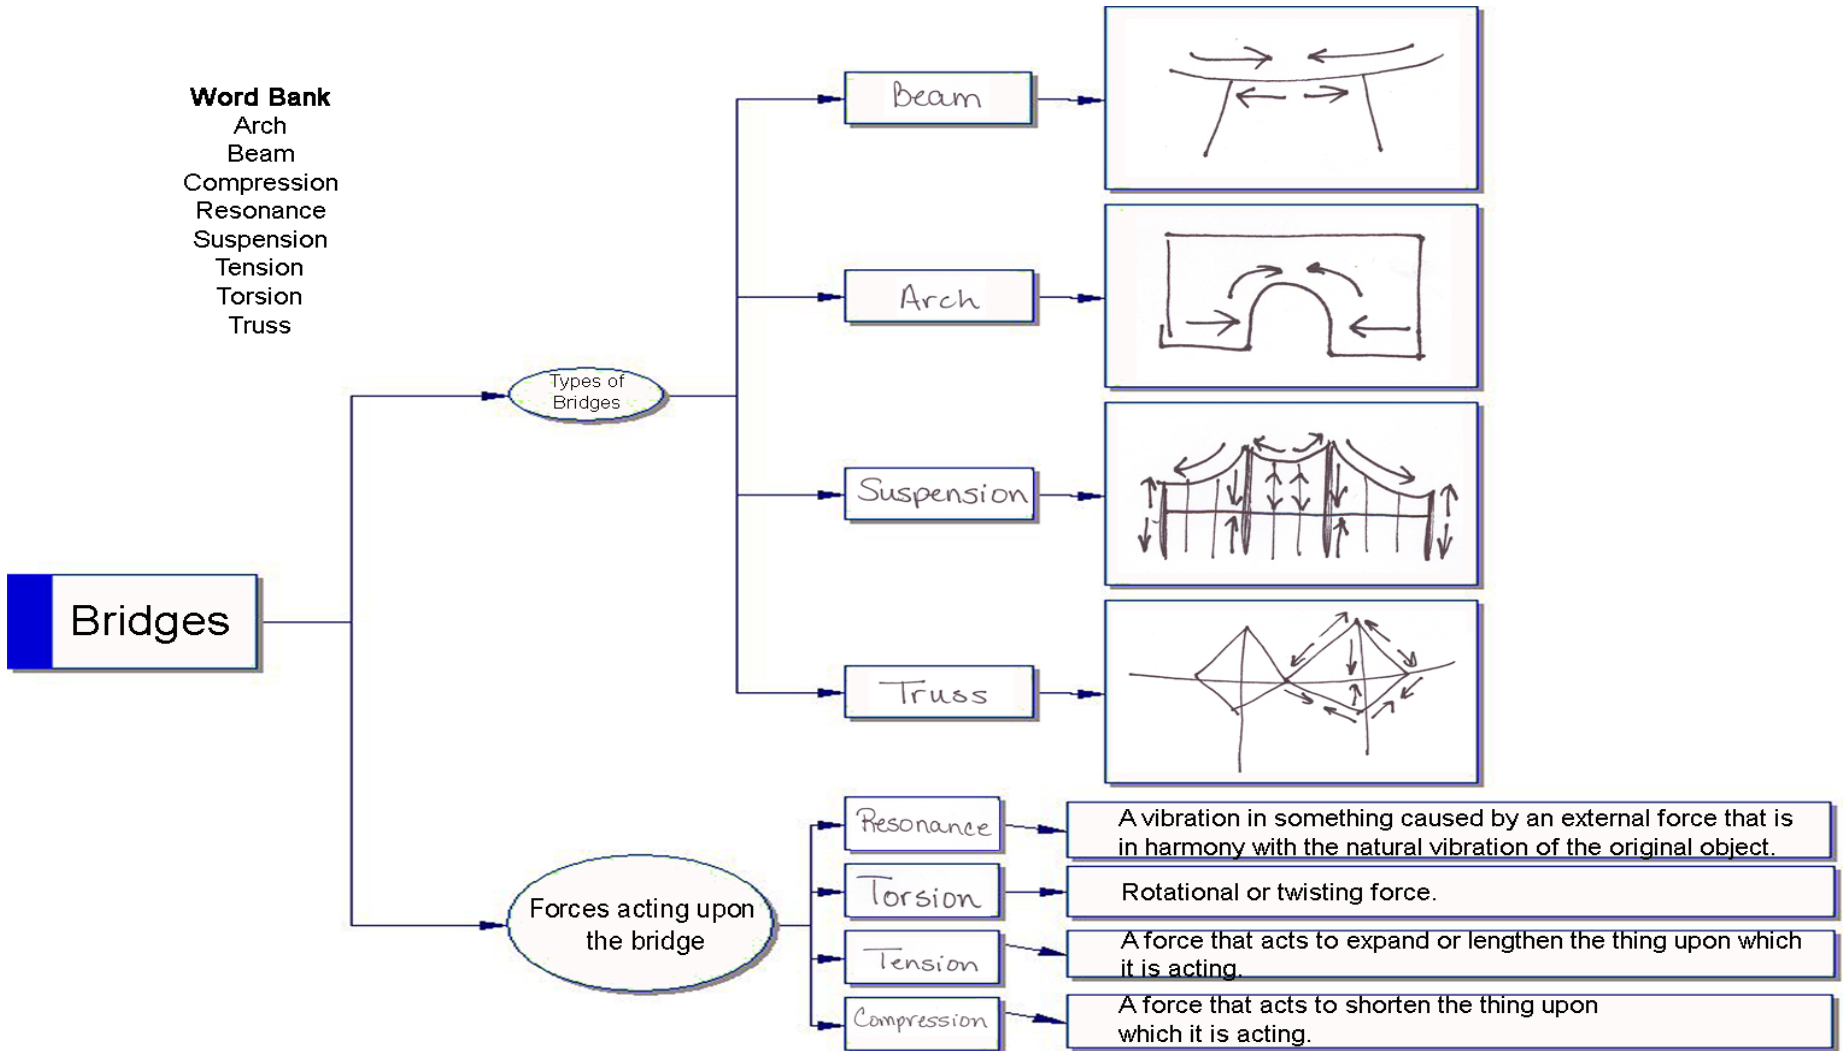 Word Bank
Arch
Beam
Compression
Resonance
Suspension
Tension
Torsion
Truss
Bridges
Types of
Bridges
Beam
Arch
Suspension
Truss
Forces acting upon
the bridge
Resonance
A vibration in something caused by an external force that is
in harmony with the natural vibration of the original object.
Torsion
Rotational or twisting force.
Tension
A force that acts to expand or lengthen the thing upon which
it is acting.
Compression
A force that acts to shorten the thing upon
which it is acting.